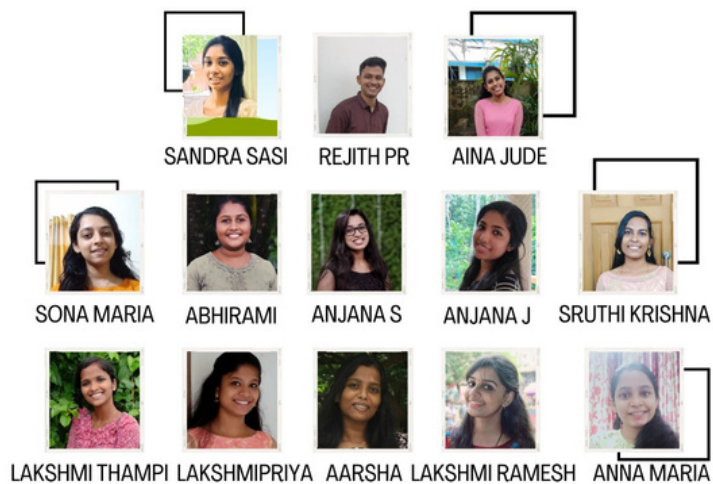 SANDRA SASI REJITH PR AINA JUDE
SONA MARIA ABHIRAMI ANJANA S ANJANA J SRUTHI KRISHNA
LAKSHMI THAMPI LAKSHMIPRIYA AARSHA LAKSHMI RAMESH ANNA MARIA